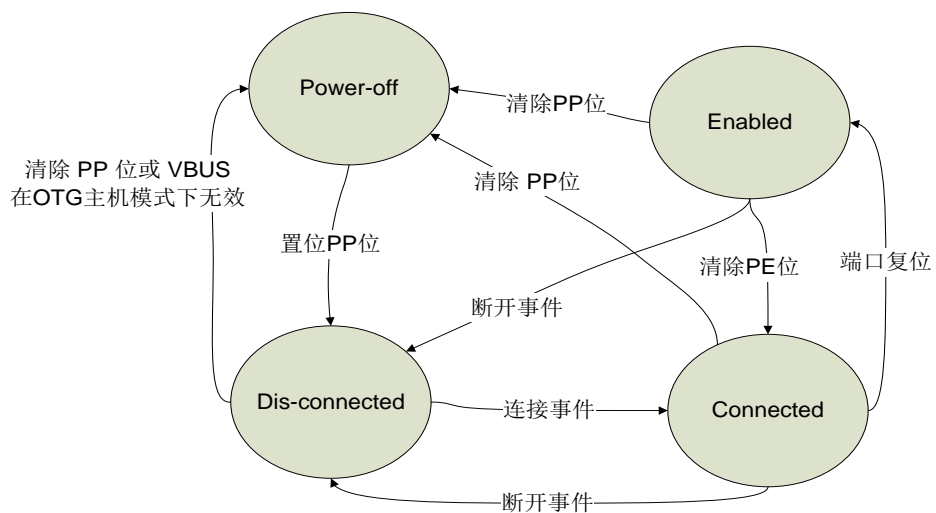 Power-off
Enabled
清除PP位
清除 PP 位或 VBUS
在OTG主机模式下无效
清除 PP位
置位PP位
清除PE位
端口复位
断开事件
Dis-connected
连接事件
Connected
断开事件